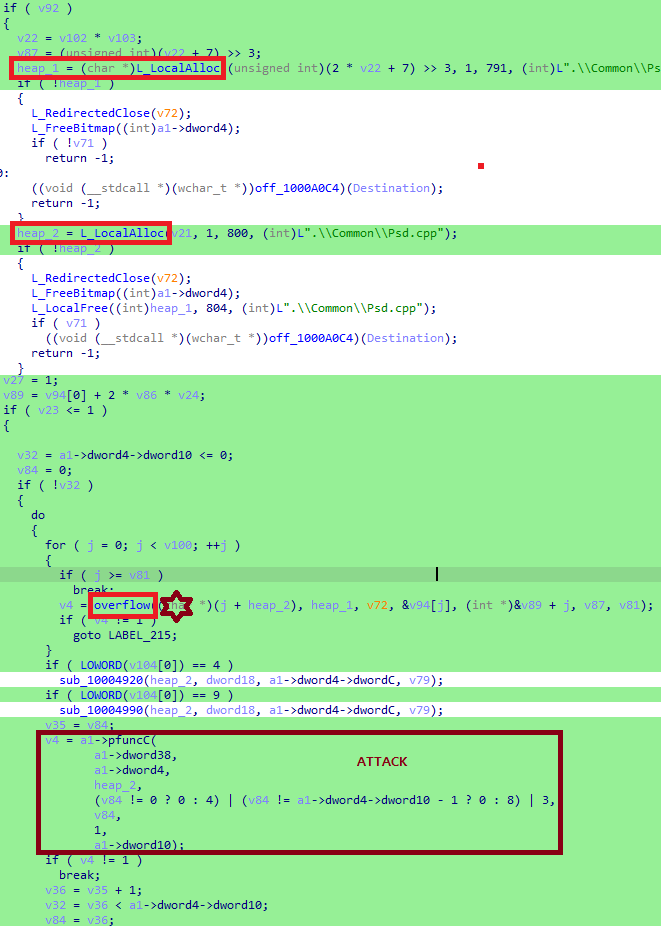 if ( v92 )
{
v22 = v102 * v103;
v87 = (unsigned int)(v22 + 7) >> 3;
heap_1 = (char *)L_LocalAlloc((unsigned int)(2 * v22 + 7) >> 3, 1, 791, (int)L".\\Common\\Ps
if ( !heap_1 )
{
L_RedirectedClose(v72);
L_FreeBitmap((int)a1->dword4);
if ( !v71 )
return -1;
0:
((void (__stdcall *)(wchar_t *))off_1000A0C4)(Destination);
return -1;
}
heap_2 = L_LocalAlloc(v21, 1, 800, (int)L".\\Common\\Psd.cpp");
if ( !heap_2 )
{
L_RedirectedClose(v72);
L_FreeBitmap((int)a1->dword4);
L_LocalFree((int)heap_1, 804, (int)L".\\Common\\Psd.cpp");
if ( v71 )
((void (__stdcall *)(wchar_t *))off_1000A0C4)(Destination);
return -1;
}
v27 = 1;
v89 = v94[0] + 2 * v86 * v24;
if ( v23 <= 1 )
{
v32 = a1->dword4->dword10 <= 0;
v84 = 0;
if ( !v32 )
{
do
{
for ( j = 0; j < v100; ++j )
{
if ( j >= v81 )
break;
v4 = overflow( *)(j + heap_2), heap_1, v72, &v94[j], (int *)&v89 + j, v87, v81);
if ( v4 != 1 )
goto LABEL_215;
}
if ( LOWORD(v104[0]) == 4 )
sub_10004920(heap_2, dword18, a1->dword4->dwordC, v79);
if ( LOWORD(v104[0]) == 9 )
sub_10004990(heap_2, dword18, a1->dword4->dwordC, v79);
v35 = v84;
v4 = a1->pfuncC(
a1->dword38,
ATTACK
a1->dword4,
heap_2,
(v84 != 0 ? 0 : 4) | (v84 != a1->dword4->dword10 - 1 ? 0 : 8) | 3,
v84,
1,
a1->dword10);
if ( v4 != 1 )
break;
v36 = v35 + 1;
v32 = v36 < a1->dword4->dword10;
v84 = v36;